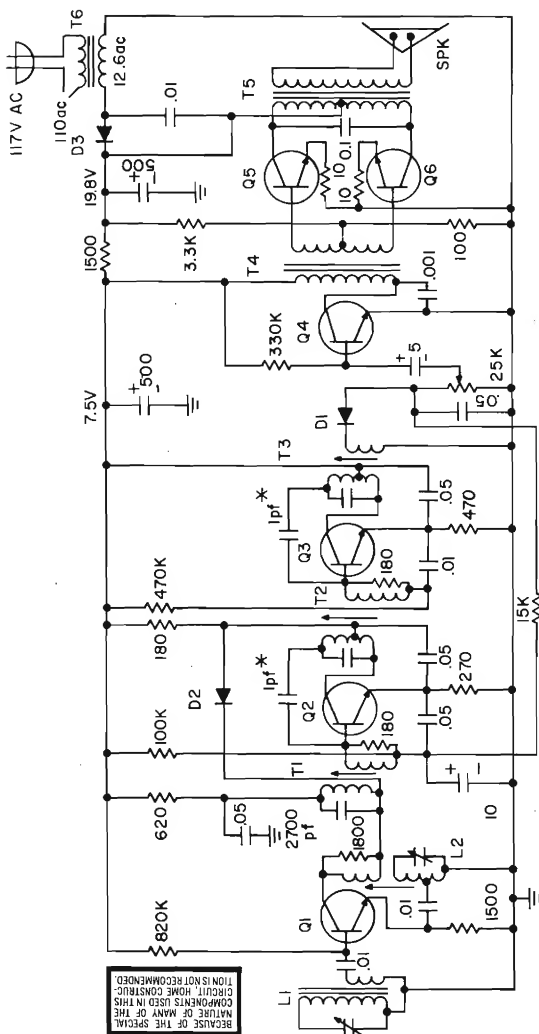 BECAUSE OF THE SPECIAL
NATURE OF MANY OF THE
COMPONENTS USED IN THIS
CIRCUIT, HOME CONSTRUC-
TION IS NOT RECOMMENDED.
820K
620
100K
180
470K
7.5V
1500
19.8V
D3
12.6ac
110ac
T6
117V AC
+
500
-
+
500
-
.01
3.3K
D2
.05
2700
pf
T1
1pf*
Q2
180
T2
1pf*
Q3
180
T3
D1
330K
Q4
T4
Q5
10
10
Q6
0.1
T5
SPK
L1
.01
Q1
1800
L2
.01
1500
+
-
10
.05
.05
270
.01
.05
470
15K
+
5
-
.05
25K
.001
100